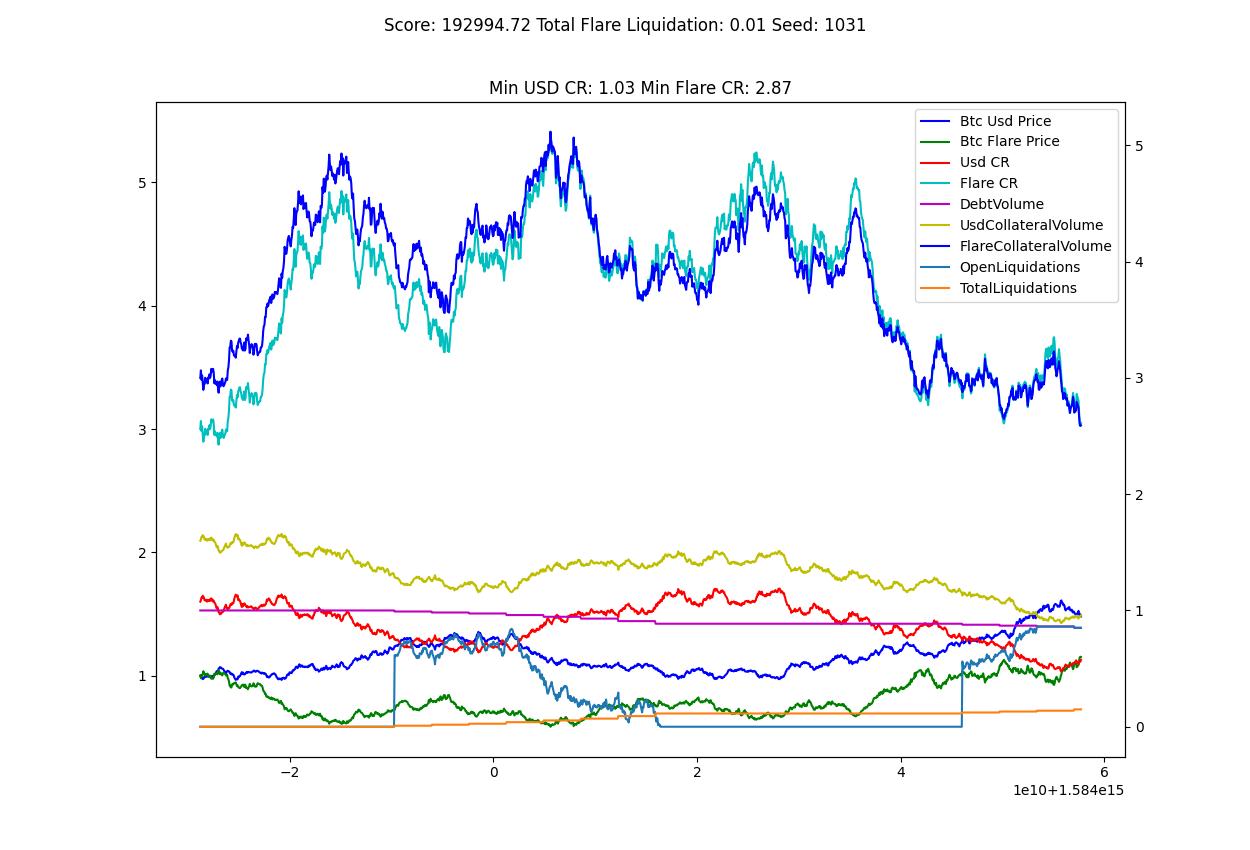 Score: 192994.72 Total Flare Liquidation: 0.01 Seed: 1031
Min USD CR: 1.03 Min Flare CR: 2.87
Btc Usd Price
Btc Flare Price
Usd CR
Flare CR
DebtVolume
UsdCollateralVolume
FlareCollateralVolume
OpenLiquidations
TotalLiquidations
5
4
3
2
1
5
4
3
2
1
0
−2
0
2
4
6
1e10+1.584e15